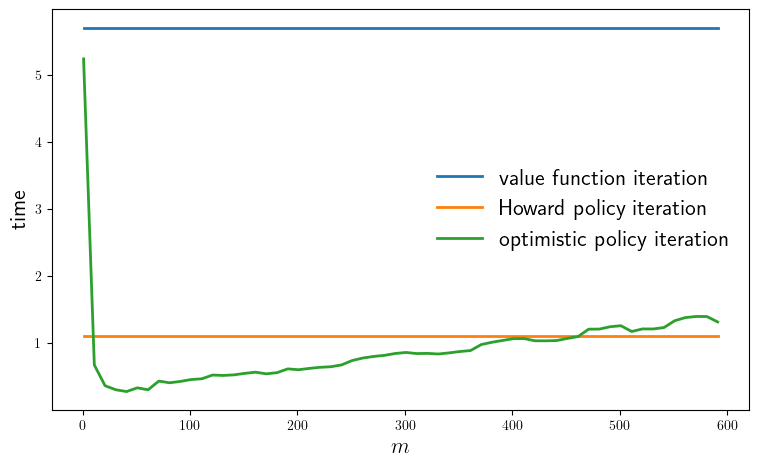 5
4
3
2
1
time
value function iteration
Howard policy iteration
optimistic policy iteration
0 100 200 300 400 500 600
m